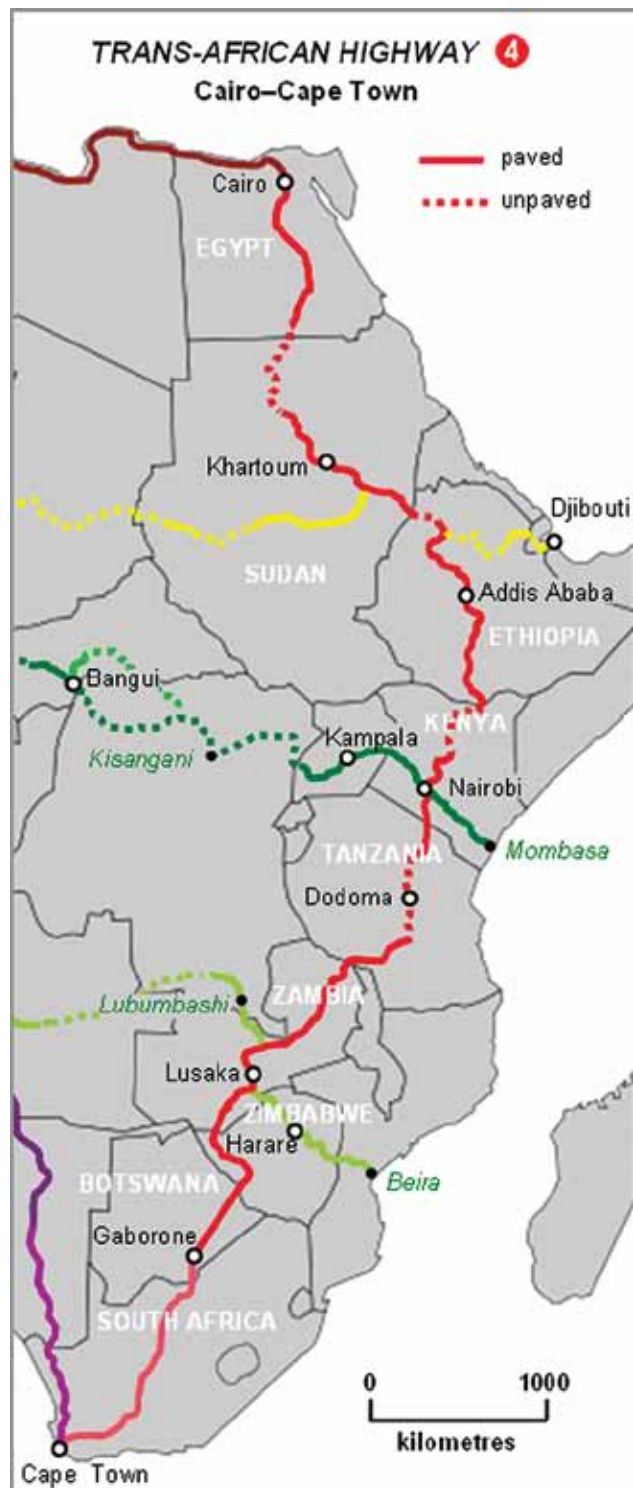 TRANS-AFRICAN HIGHWAY 4
Cairo–Cape Town
paved
unpaved
Cairo
EGYPT
Khartoum
Djibouti
SUDAN
Addis Ababa
ETHIOPIA
Bangui
KENYA
Kampala
Kisangani
Nairobi
TANZANIA
Mombasa
Dodoma
ZAMBIA
Lubumbashi
Lusaka
ZIMBABWE
Harare
BOTSWANA
Beira
Gaborone
SOUTH AFRICA
0 1000
kilometres
Cape Town